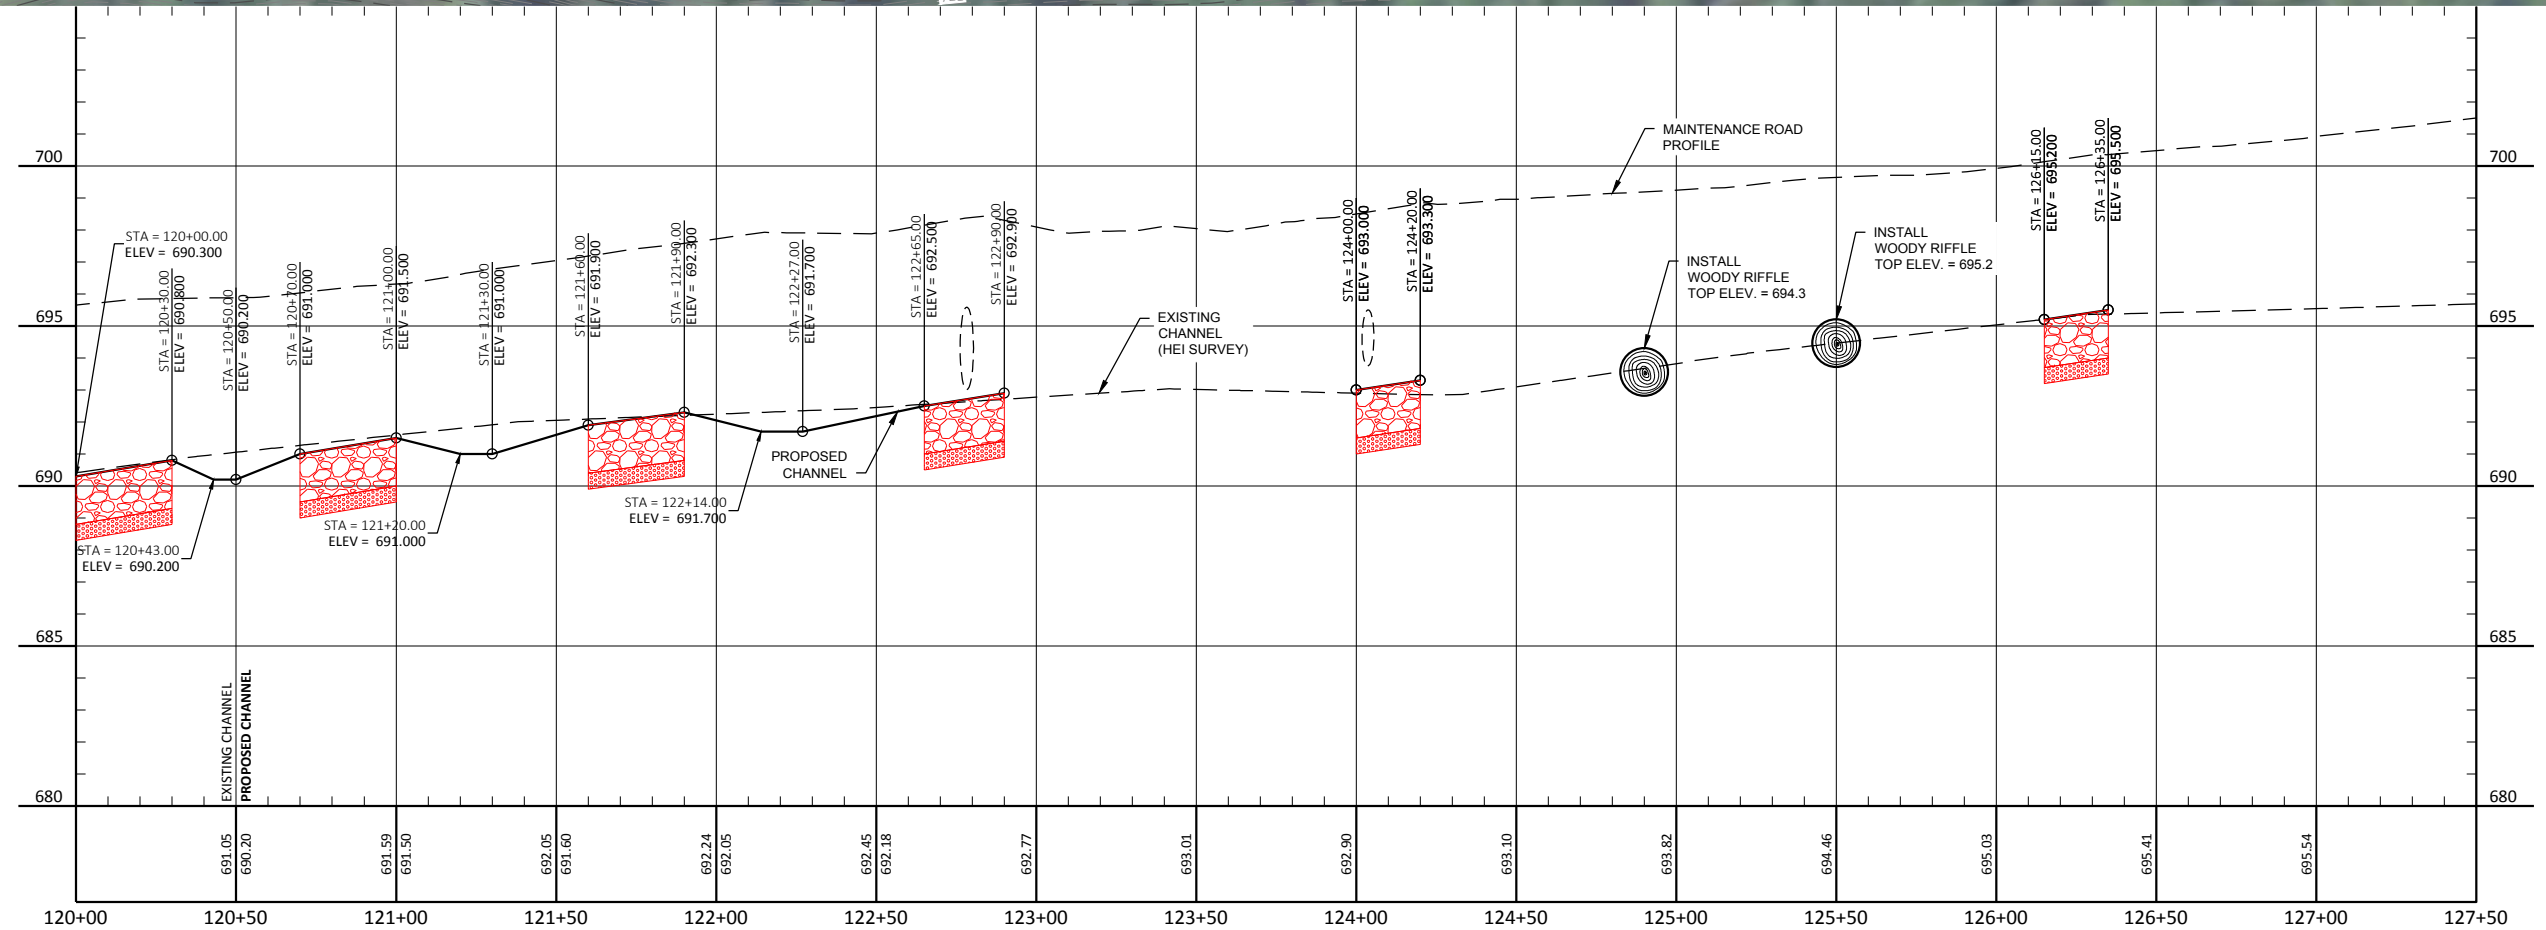 MAINTENANCE ROAD
PROFILE
700
700
STA = 120+00.00
ELEV = 690.300
STA = 120+30.00
ELEV = 690.800
STA = 120+50.00
ELEV = 690.200
STA = 120+70.00
ELEV = 691.000
STA = 121+00.00
ELEV = 691.500
STA = 121+30.00
ELEV = 691.000
STA = 121+60.00
ELEV = 691.900
STA = 121+90.00
ELEV = 692.300
STA = 122+27.00
ELEV = 691.700
STA = 122+65.00
ELEV = 692.500
STA = 122+90.00
ELEV = 692.900
STA = 124+00.00
ELEV = 693.000
STA = 124+20.00
ELEV = 693.300
STA = 126+15.00
ELEV = 695.200
STA = 126+35.00
ELEV = 695.500
INSTALL
WOODY RIFFLE
TOP ELEV. = 694.3
INSTALL
WOODY RIFFLE
TOP ELEV. = 695.2
695
695
EXISTING
CHANNEL
(HEI SURVEY)
PROPOSED
CHANNEL
690
690
STA = 122+14.00
ELEV = 691.700
STA = 121+20.00
ELEV = 691.000
STA = 120+43.00
ELEV = 690.200
685
685
EXISTING CHANNEL
PROPOSED CHANNEL
680
680
691.05
690.20
691.59
691.50
692.05
691.60
692.24
692.05
692.45
692.18
692.77
693.01
692.90
693.10
693.82
694.46
695.03
695.41
695.54
120+00
120+50
121+00
121+50
122+00
122+50
123+00
123+50
124+00
124+50
125+00
125+50
126+00
126+50
127+00
127+50